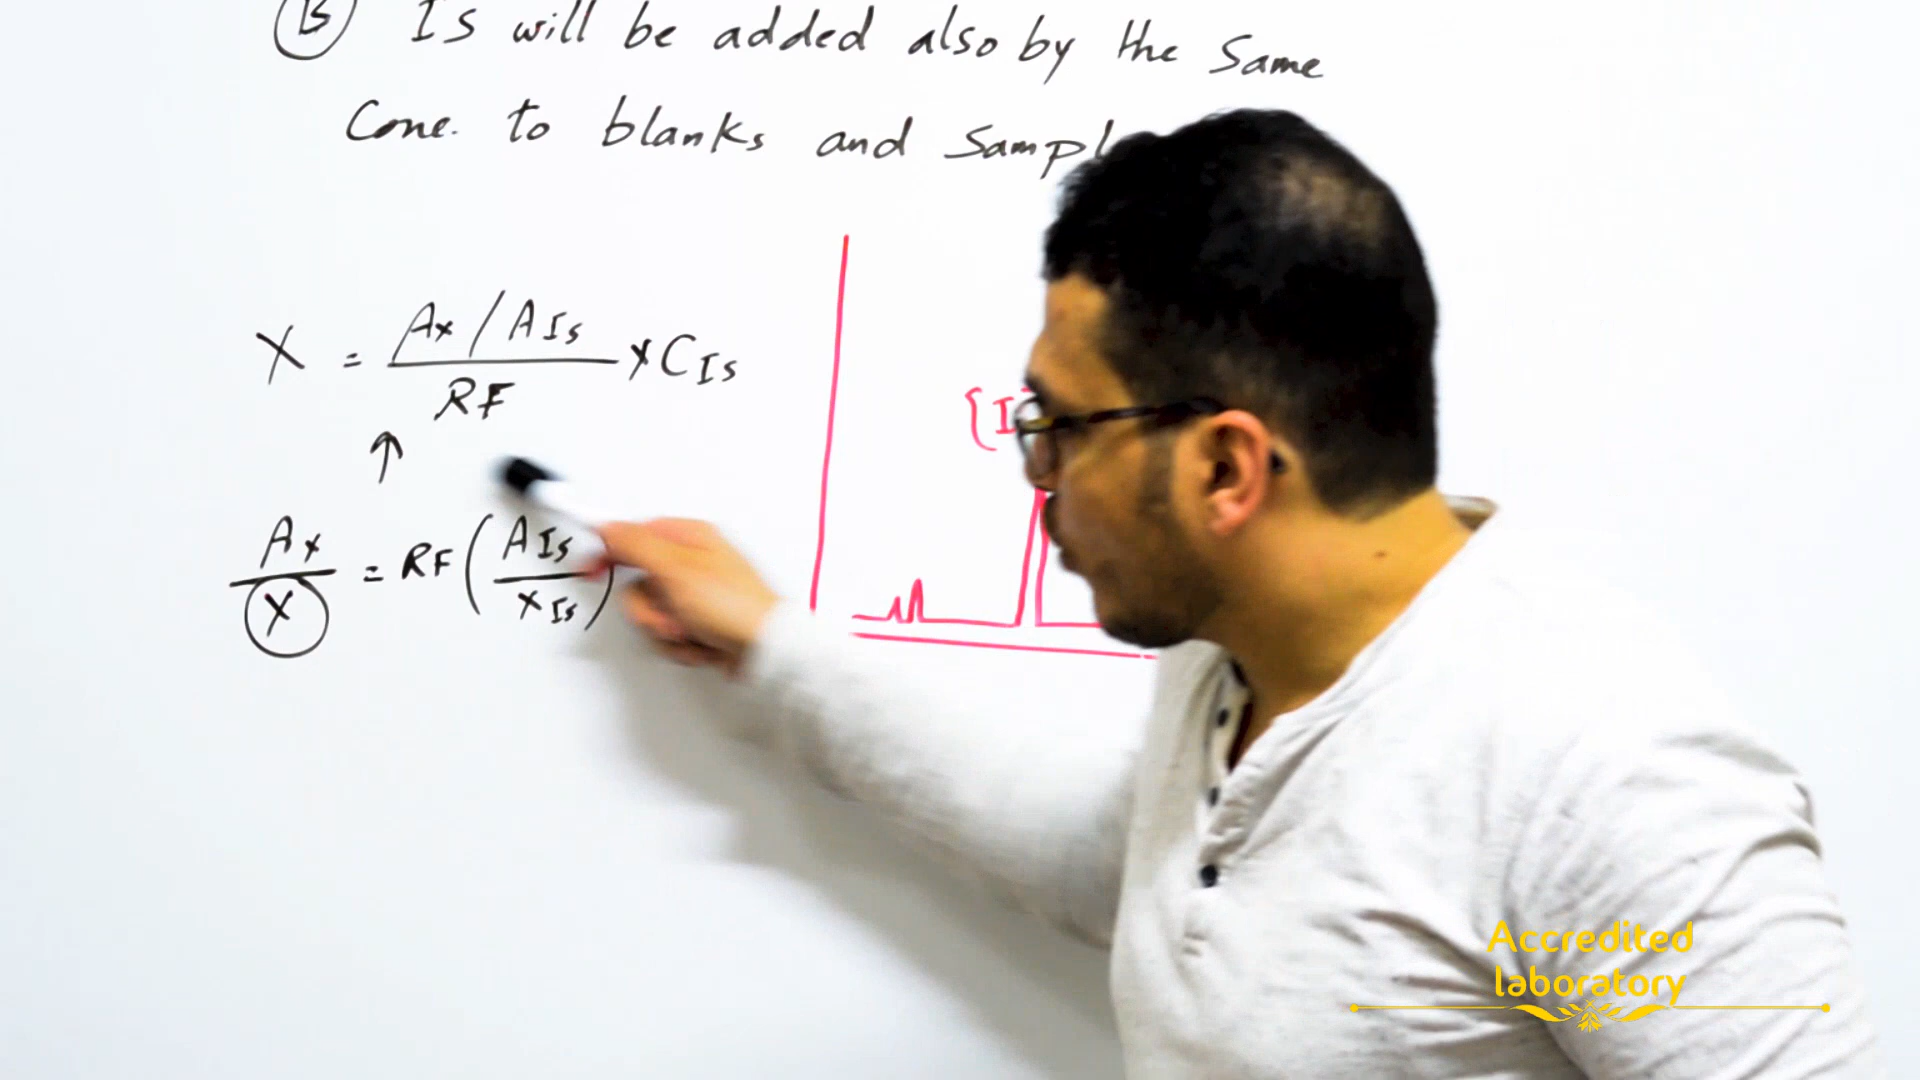 B Is will be added also by the same
Conc. to blanks and Sampl
X = Ax / AIs / RF × CIs
[I
↑
Ax / X = RF ( AIs / XIs )
Accredited
laboratory